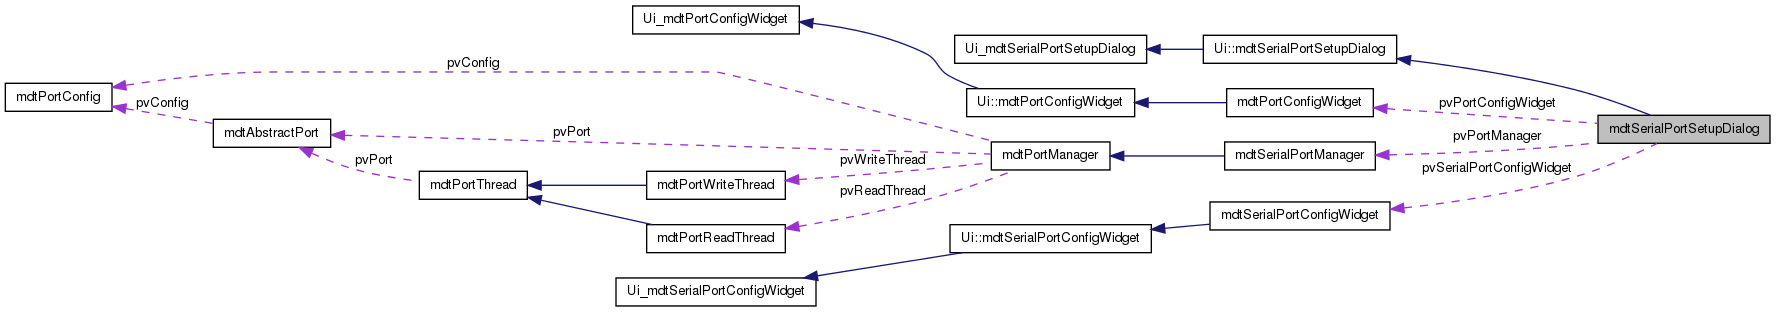 Ui_mdtPortConfigWidget
Ui_mdtSerialPortSetupDialog
Ui::mdtSerialPortSetupDialog
pvConfig
mdtPortConfig
pvConfig
Ui::mdtPortConfigWidget
mdtPortConfigWidget
pvPortConfigWidget
mdtSerialPortSetupDialog
mdtAbstractPort
pvPort
pvPortManager
pvPort
pvWriteThread
mdtPortManager
mdtSerialPortManager
pvSerialPortConfigWidget
mdtPortThread
mdtPortWriteThread
pvReadThread
mdtSerialPortConfigWidget
mdtPortReadThread
Ui::mdtSerialPortConfigWidget
Ui_mdtSerialPortConfigWidget